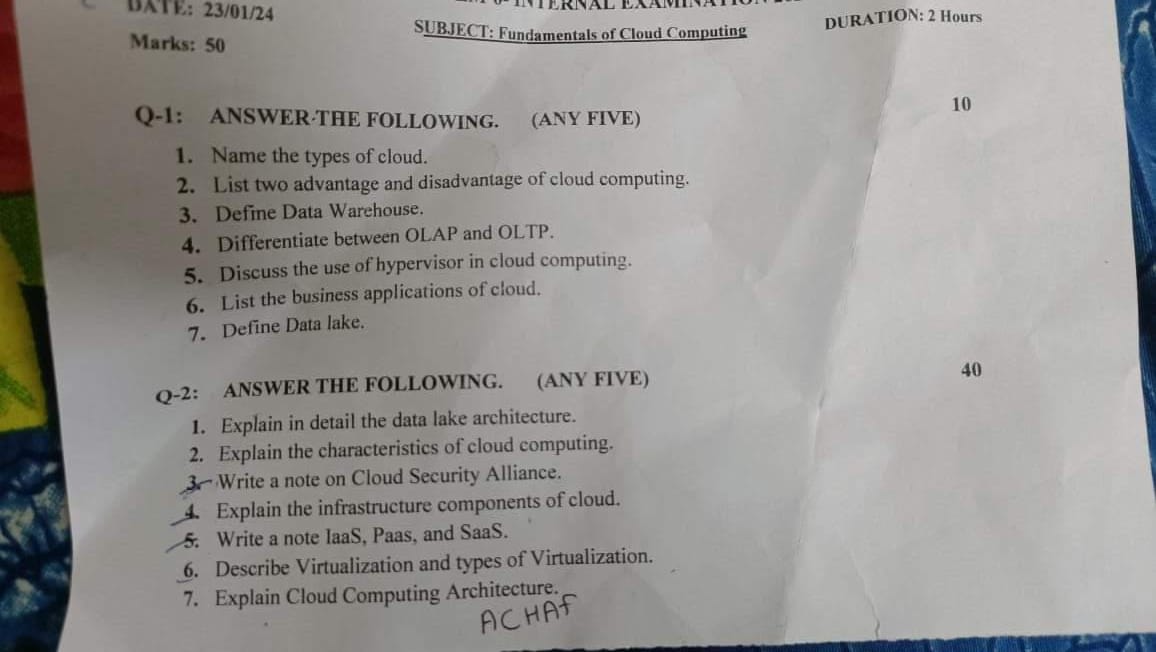 DATE: 23/01/24
INTERNAL
Marks: 50
SUBJECT: Fundamentals of Cloud Computing
DURATION: 2 Hours
Q-1: ANSWER THE FOLLOWING. (ANY FIVE) 10
1. Name the types of cloud.
2. List two advantage and disadvantage of cloud computing.
3. Define Data Warehouse.
4. Differentiate between OLAP and OLTP.
5. Discuss the use of hypervisor in cloud computing.
6. List the business applications of cloud.
7. Define Data lake.
Q-2: ANSWER THE FOLLOWING. (ANY FIVE) 40
1. Explain in detail the data lake architecture.
2. Explain the characteristics of cloud computing.
3. Write a note on Cloud Security Alliance.
4. Explain the infrastructure components of cloud.
5. Write a note IaaS, Paas, and SaaS.
6. Describe Virtualization and types of Virtualization.
7. Explain Cloud Computing Architecture.
ACHAf